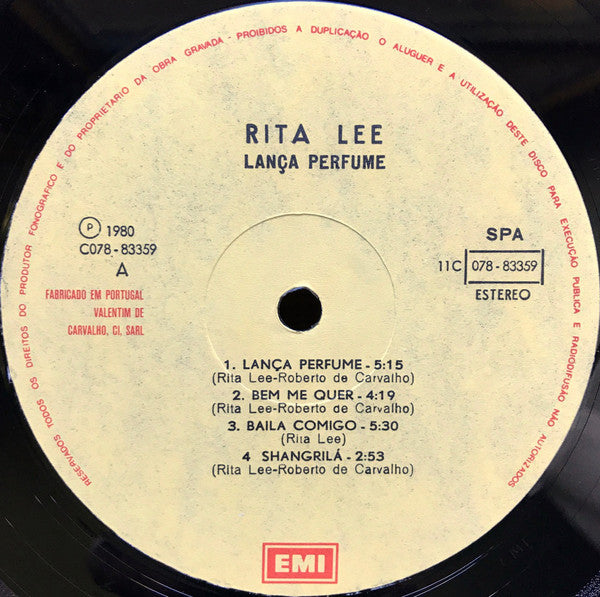 RESERVADOS TODOS OS DIREITOS DO PRODUTOR FONOGRAFICO E DO PROPRIETARIO DA OBRA GRAVADA - PROIBIDOS A DUPLICAÇÃO O ALUGUER E A UTILIZAÇÃO DESTE DISCO PARA EXECUÇÃO PUBLICA E RADIODIFUSÃO NÃO AUTORIZADOS
RITA LEE
LANÇA PERFUME
Ⓟ 1980
C078 - 83359
A
FABRICADO EM PORTUGAL
VALENTIM DE
CARVALHO, CI, SARL
SPA
11C 078 - 83359
ESTEREO
1. LANÇA PERFUME - 5:15
(Rita Lee-Roberto de Carvalho)
2. BEM ME QUER - 4:19
(Rita Lee-Roberto de Carvalho)
3. BAILA COMIGO - 5:30
(Rita Lee)
4 SHANGRILÁ - 2:53
(Rita Lee-Roberto de Carvalho)
EMI